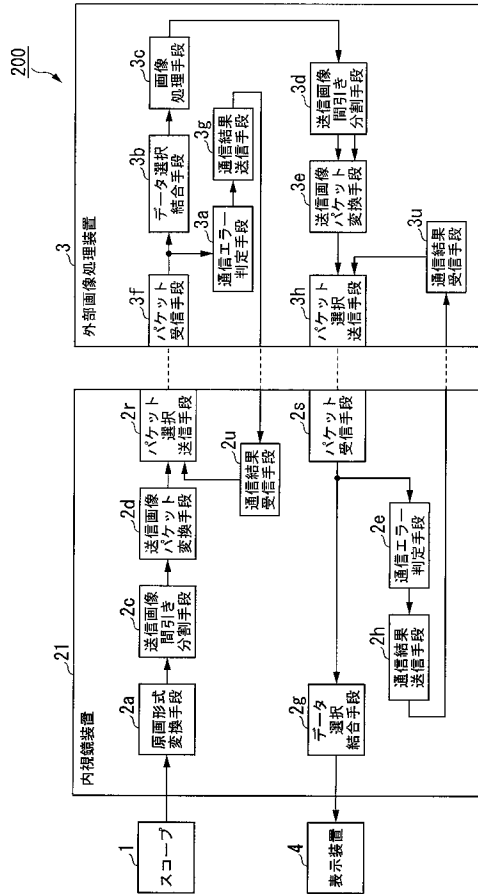 200
21
内視鏡装置
1
スコープ
2a
原画形式
変換手段
2c
送信画像
間引き
分割手段
2d
送信画像
パケット
変換手段
2r
パケット
選択
送信手段
2u
通信結果
受信手段
4
表示装置
2g
データ
選択
結合手段
2s
パケット
受信手段
2e
通信エラー
判定手段
2h
通信結果
送信手段
3
外部画像処理装置
3f
パケット
受信手段
3b
データ選択
結合手段
3c
画像
処理手段
3a
通信エラー
判定手段
3g
通信結果
送信手段
3h
パケット
選択
送信手段
3e
送信画像
パケット
変換手段
3d
送信画像
間引き
分割手段
3u
通信結果
受信手段